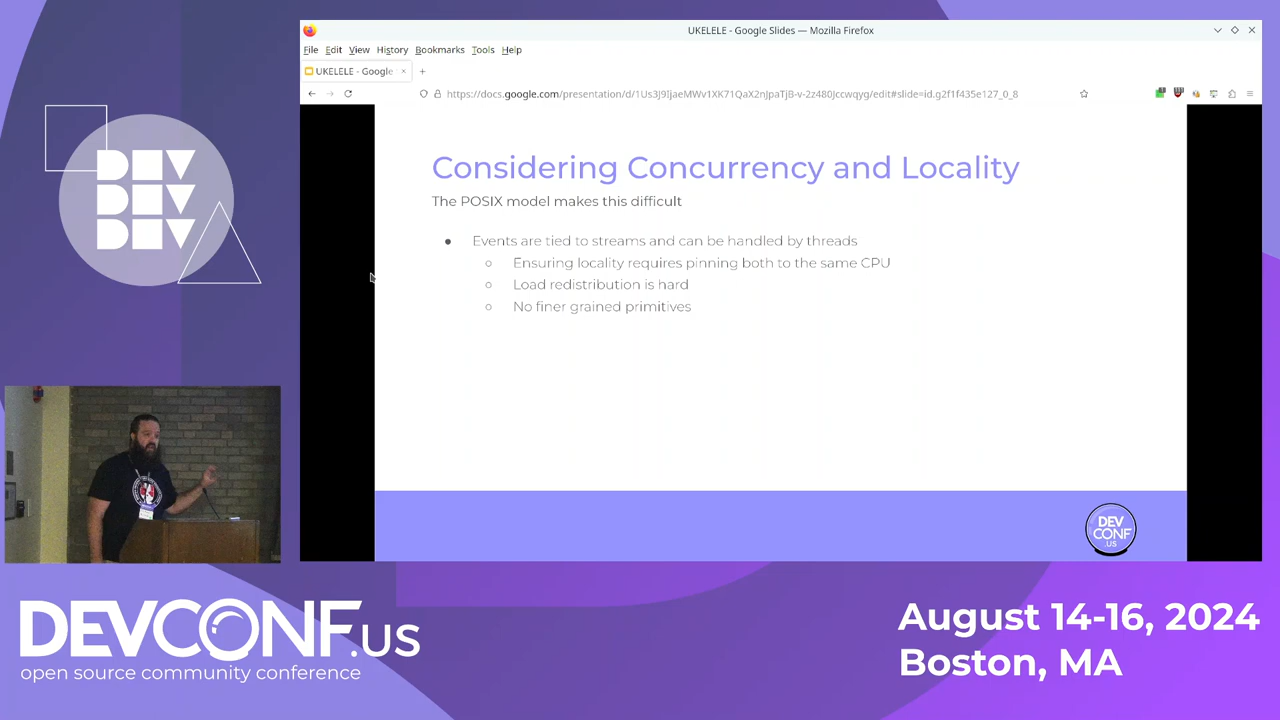 UKELELE - Google Slides — Mozilla Firefox
File Edit View History Bookmarks Tools Help
UKELELE - Google
https://docs.google.com/presentation/d/1Us3J9IjaeMWv1XK71QaX2nJpaTjB-v-2z480Jccwqyg/edit#slide=id.g2f1f435e127_0_8
DEV
DEV
DEV
Considering Concurrency and Locality
The POSIX model makes this difficult
● Events are tied to streams and can be handled by threads
○ Ensuring locality requires pinning both to the same CPU
○ Load redistribution is hard
○ No finer grained primitives
DEV
CONF
.US
DEVCONF.US
open source community conference
August 14-16, 2024
Boston, MA